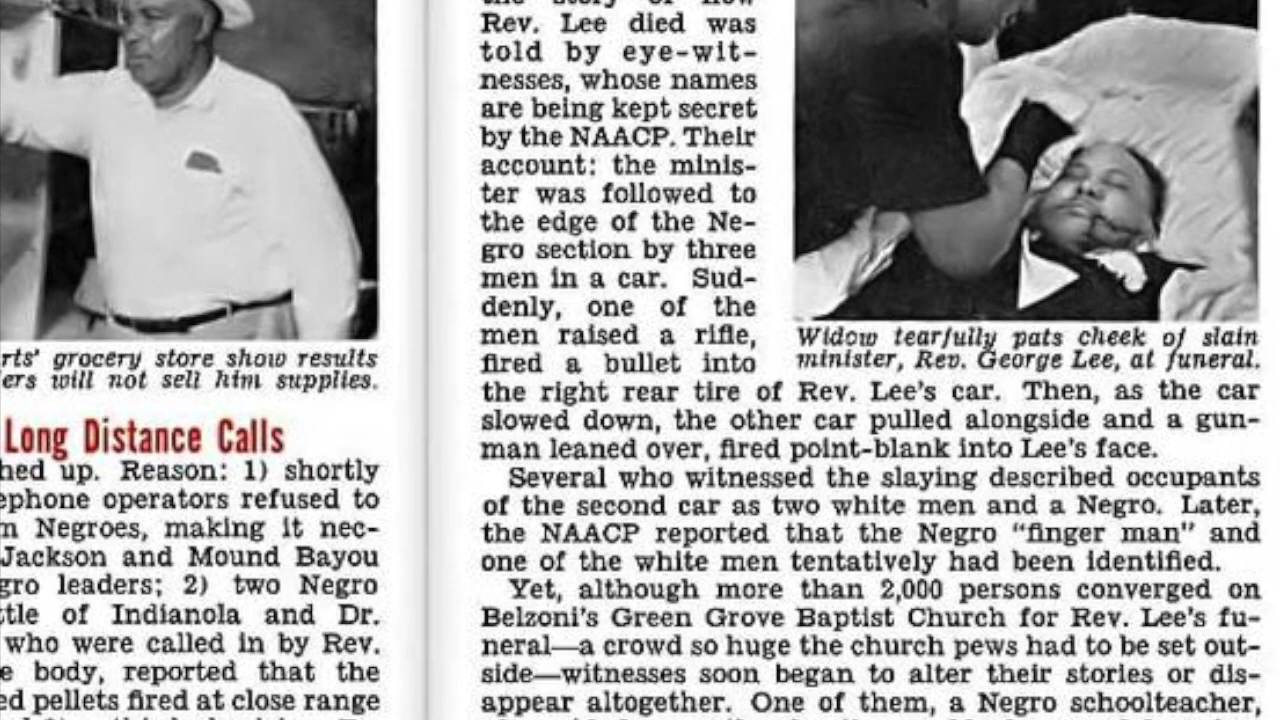 rts' grocery store show results
ers will not sell him supplies.
Long Distance Calls
hed up. Reason: 1) shortly
ephone operators refused to
m Negroes, making it nec-
Jackson and Mound Bayou
gro leaders; 2) two Negro
ttle of Indianola and Dr.
who were called in by Rev.
e body, reported that the
ed pellets fired at close range
the story of how
Rev. Lee died was
told by eye-wit-
nesses, whose names
are being kept secret
by the NAACP. Their
account: the minis-
ter was followed to
the edge of the Ne-
gro section by three
men in a car. Sud-
denly, one of the
men raised a rifle,
fired a bullet into
Widow tearfully pats cheek of slain
minister, Rev. George Lee, at funeral.
the right rear tire of Rev. Lee's car. Then, as the car
slowed down, the other car pulled alongside and a gun-
man leaned over, fired point-blank into Lee's face.
Several who witnessed the slaying described occupants
of the second car as two white men and a Negro. Later,
the NAACP reported that the Negro "finger man" and
one of the white men tentatively had been identified.
Yet, although more than 2,000 persons converged on
Belzoni's Green Grove Baptist Church for Rev. Lee's fu-
neral—a crowd so huge the church pews had to be set out-
side—witnesses soon began to alter their stories or dis-
appear altogether. One of them, a Negro schoolteacher,